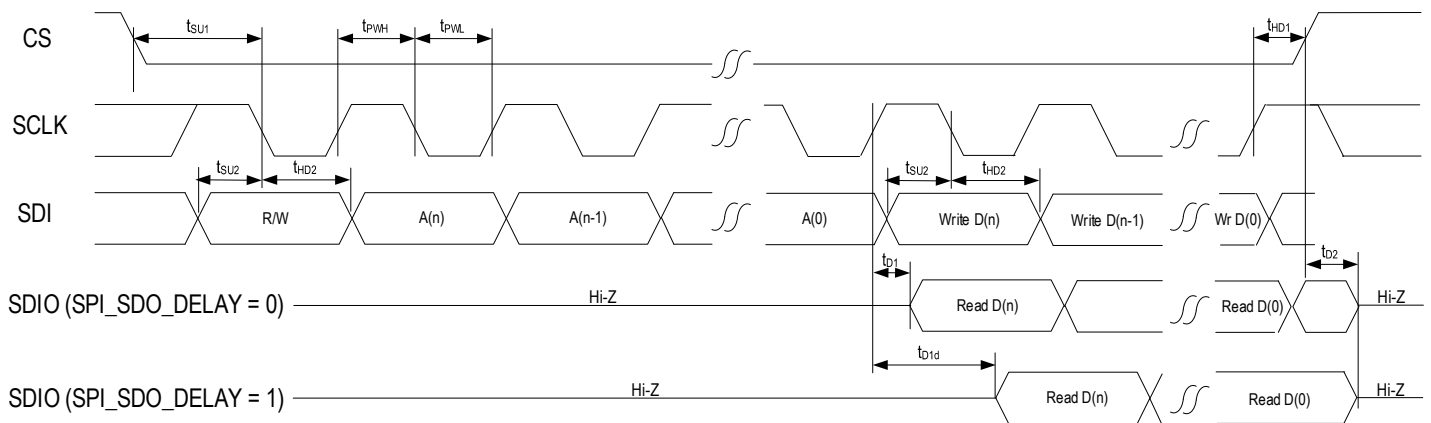 CS
tSU1
tPWH
tPWL
tHD1
SCLK
tSU2
tHD2
tSU2
tHD2
SDI
R/W
A(n)
A(n-1)
A(0)
Write D(n)
Write D(n-1)
Wr D(0)
tD1
tD2
SDIO (SPI_SDO_DELAY = 0)
Hi-Z
Read D(n)
Read D(0)
Hi-Z
tD1d
SDIO (SPI_SDO_DELAY = 1)
Hi-Z
Read D(n)
Read D(0)
Hi-Z